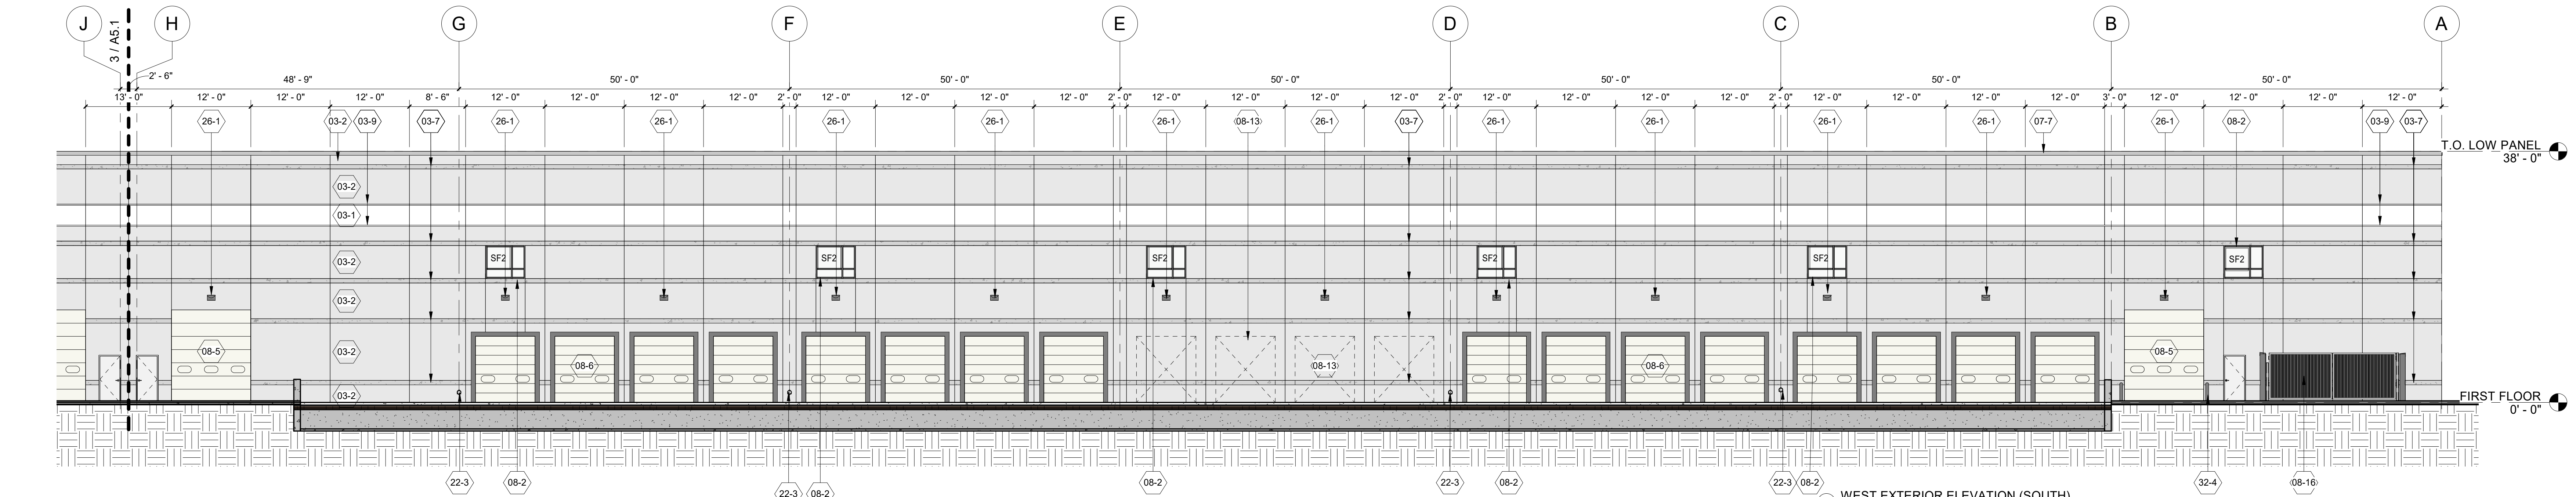 J H G F E D C B A
3 / A5.1
2' - 6" 48' - 9" 50' - 0" 50' - 0" 50' - 0" 50' - 0" 50' - 0" 50' - 0"
13' - 0" 12' - 0" 12' - 0" 12' - 0" 8' - 6" 12' - 0" 12' - 0" 12' - 0" 12' - 0" 2' - 0" 12' - 0" 12' - 0" 12' - 0" 12' - 0" 2' - 0" 12' - 0" 12' - 0" 12' - 0" 12' - 0" 2' - 0" 12' - 0" 12' - 0" 12' - 0" 12' - 0" 2' - 0" 12' - 0" 12' - 0" 12' - 0" 12' - 0" 3' - 0" 12' - 0" 12' - 0" 12' - 0" 12' - 0"
26-1 03-2 03-9 03-7 26-1 26-1 26-1 26-1 26-1 08-13 26-1 03-7 26-1 26-1 26-1 26-1 07-7 26-1 08-2 03-9 03-7
T.O. LOW PANEL
38' - 0"
03-2
03-1
03-2 SF2 SF2 SF2 SF2 SF2 SF2
03-2
08-5 03-2 08-5
08-6 08-13 08-6
03-2
FIRST FLOOR
0' - 0"
22-3 08-2 22-3 08-2 08-2 22-3 08-2 22-3 08-2 32-4 08-16
WEST EXTERIOR ELEVATION (SOUTH)